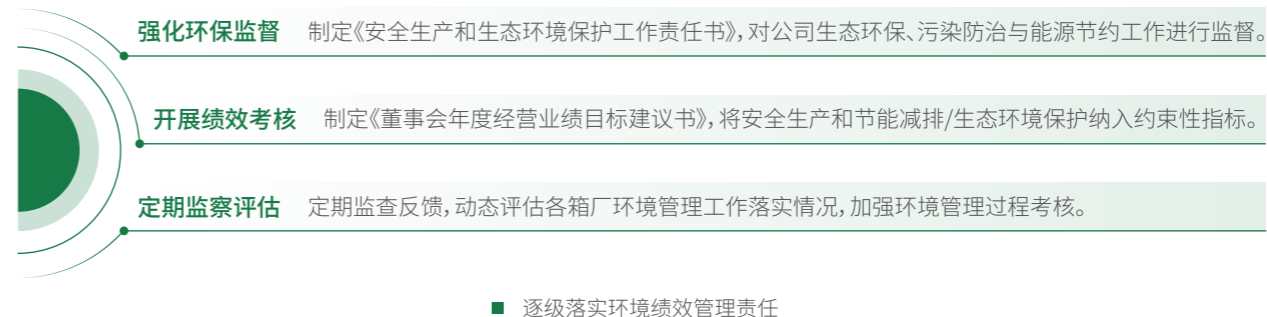 强化环保监督 制定《安全生产和生态环境保护工作责任书》，对公司生态环保、污染防治与能源节约工作进行监督。
开展绩效考核 制定《董事会年度经营业绩目标建议书》，将安全生产和节能减排/生态环境保护纳入约束性指标。
定期监察评估 定期监查反馈，动态评估各箱厂环境管理工作落实情况，加强环境管理过程考核。
逐级落实环境绩效管理责任